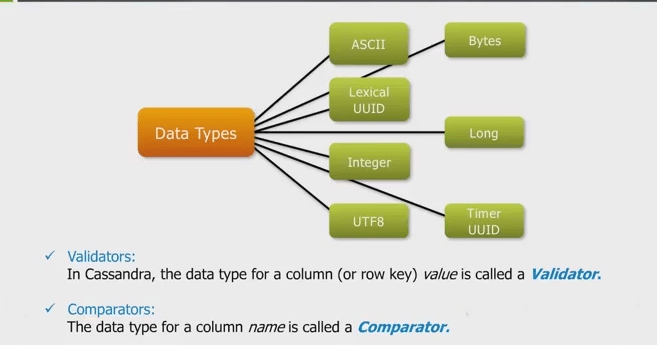 ASCII
Bytes
Lexical
UUID
Data Types
Long
Integer
UTF8
Timer
UUID
✓ Validators:
In Cassandra, the data type for a column (or row key) value is called a Validator.
✓ Comparators:
The data type for a column name is called a Comparator.